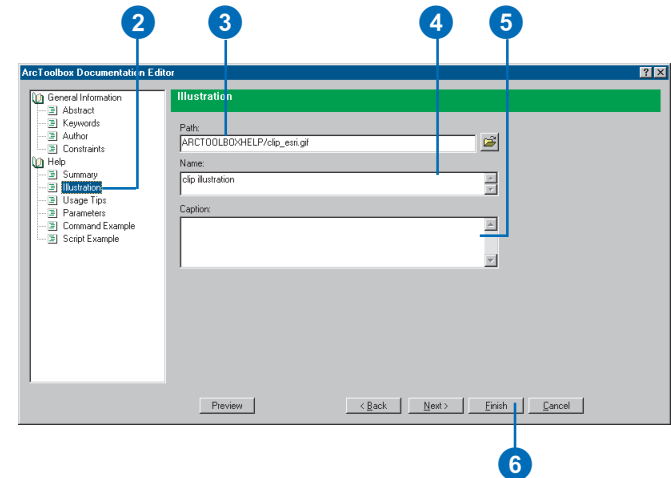 2
3
4
5
ArcToolbox Documentation Editor
General Information
Abstract
Keywords
Author
Constraints
Help
Summary
Illustration
Usage Tips
Parameters
Command Example
Script Example
Illustration
Path:
ARCTOOLBOXHELP/clip_esri.gif
Name:
clip illustration
Caption:
Preview
< Back
Next >
Finish
Cancel
6